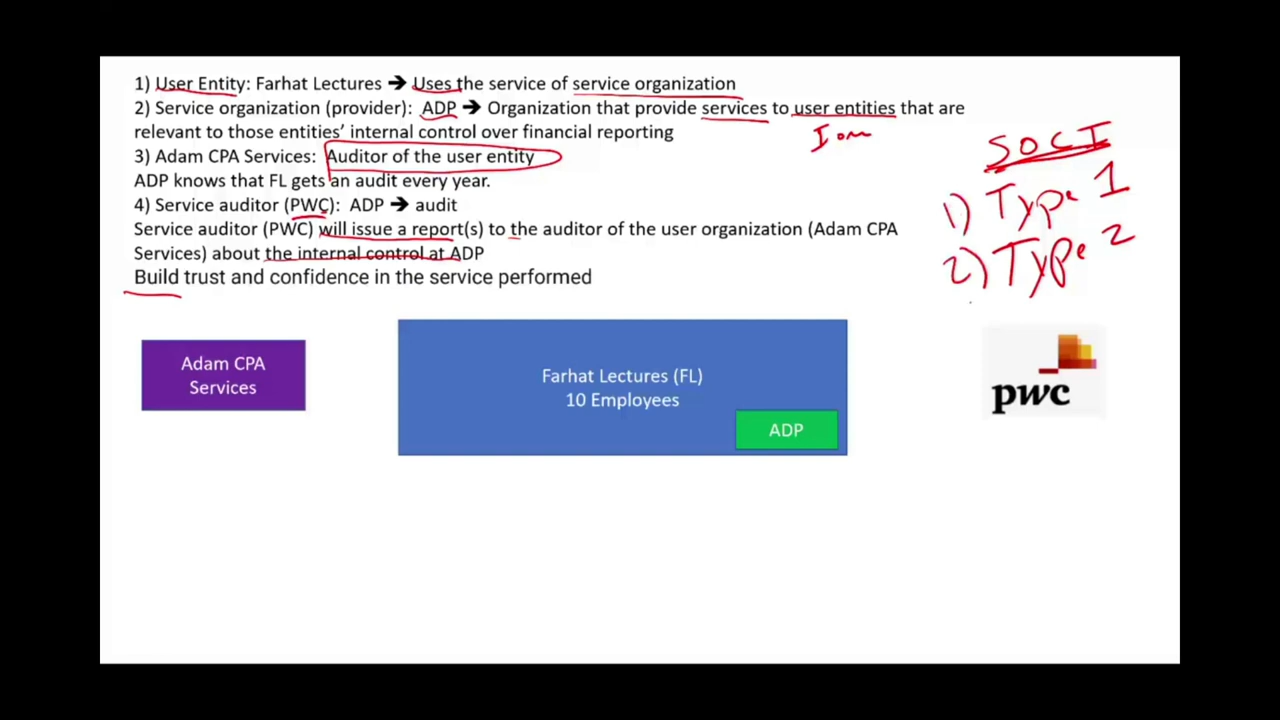 1) User Entity: Farhat Lectures → Uses the service of service organization
2) Service organization (provider): ADP → Organization that provide services to user entities that are
relevant to those entities' internal control over financial reporting
I am
3) Adam CPA Services: Auditor of the user entity
ADP knows that FL gets an audit every year.
4) Service auditor (PWC): ADP → audit
Service auditor (PWC) will issue a report(s) to the auditor of the user organization (Adam CPA
Services) about the internal control at ADP
Build trust and confidence in the service performed
SOC I
1) Type 1
2) Type 2
Adam CPA
Services
Farhat Lectures (FL)
10 Employees
ADP
pwc